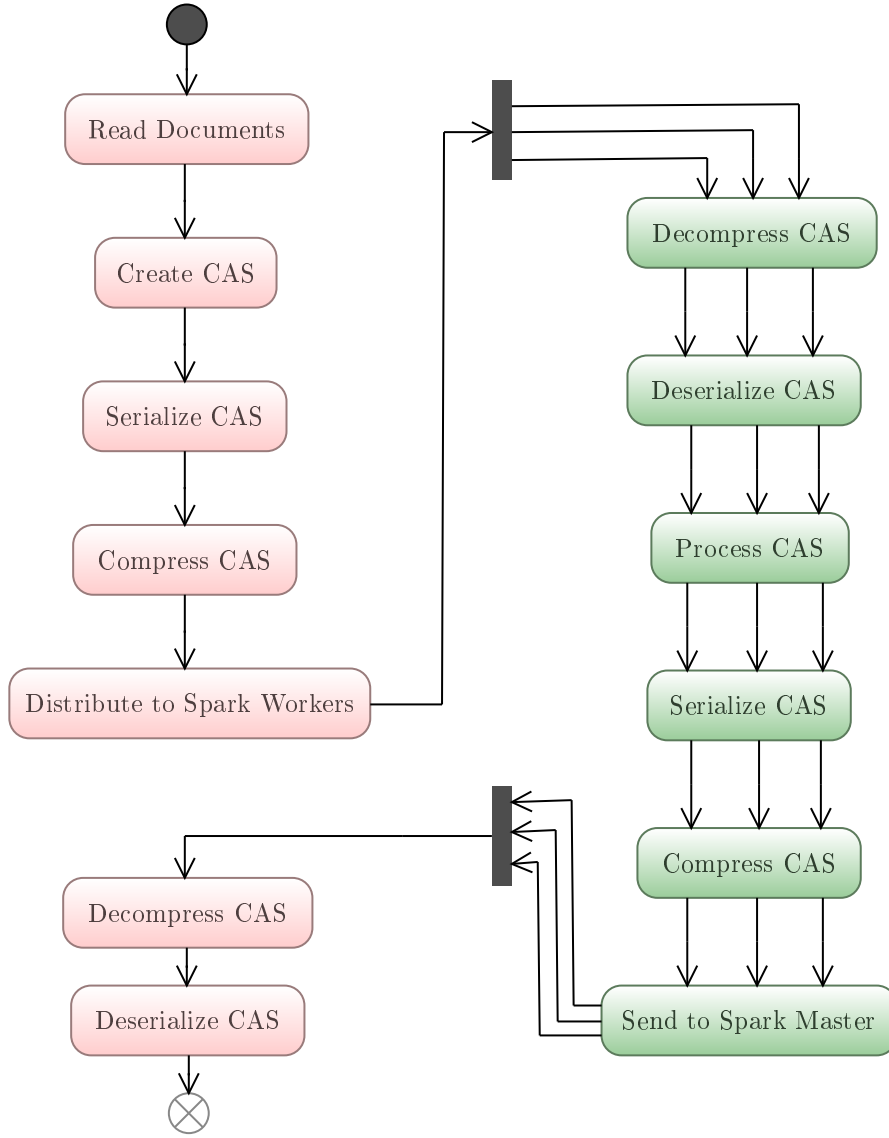 Read Documents
Create CAS
Serialize CAS
Compress CAS
Distribute to Spark Workers
Decompress CAS
Deserialize CAS
Process CAS
Serialize CAS
Compress CAS
Send to Spark Master
Decompress CAS
Deserialize CAS